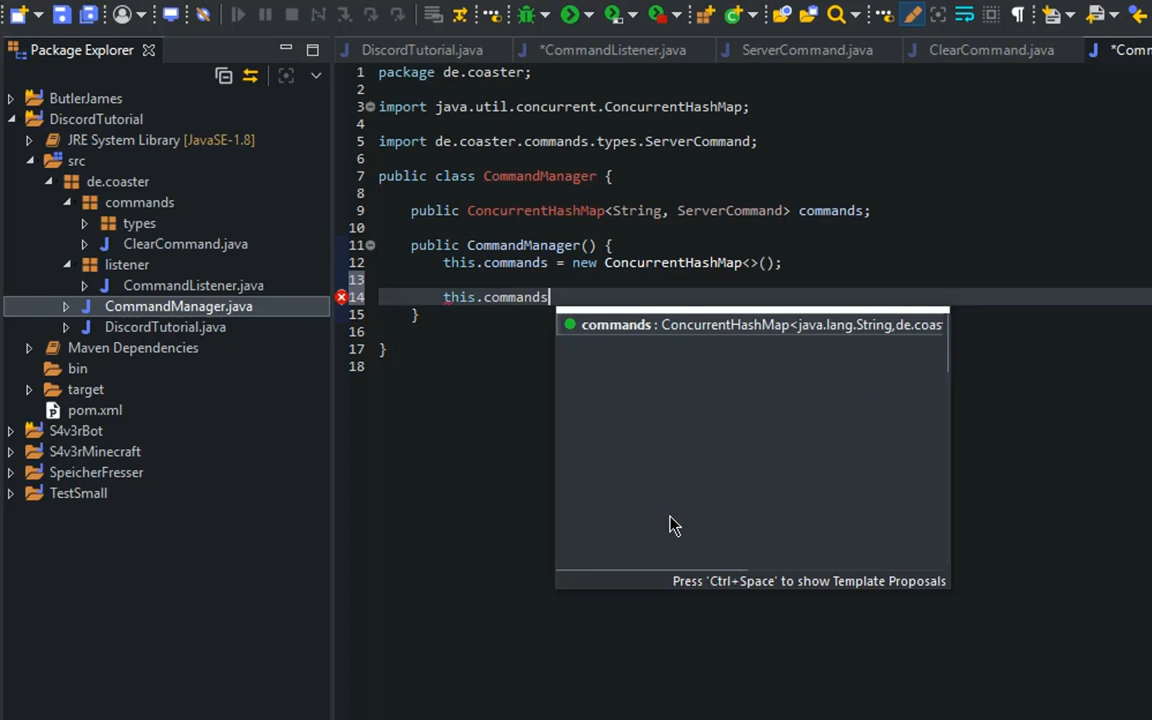 Package Explorer
DiscordTutorial.java
*CommandListener.java
ServerCommand.java
ClearCommand.java
*Comm
ButlerJames
DiscordTutorial
JRE System Library [JavaSE-1.8]
src
de.coaster
commands
types
ClearCommand.java
listener
CommandListener.java
CommandManager.java
DiscordTutorial.java
Maven Dependencies
bin
target
pom.xml
S4v3rBot
S4v3rMinecraft
SpeicherFresser
TestSmall
1 package de.coaster;
2
3 import java.util.concurrent.ConcurrentHashMap;
4
5 import de.coaster.commands.types.ServerCommand;
6
7 public class CommandManager {
8
9 public ConcurrentHashMap<String, ServerCommand> commands;
10
11 public CommandManager() {
12 this.commands = new ConcurrentHashMap<>();
13
14 this.commands
15 }
16
17 }
18
commands : ConcurrentHashMap<java.lang.String,de.coas
Press 'Ctrl+Space' to show Template Proposals